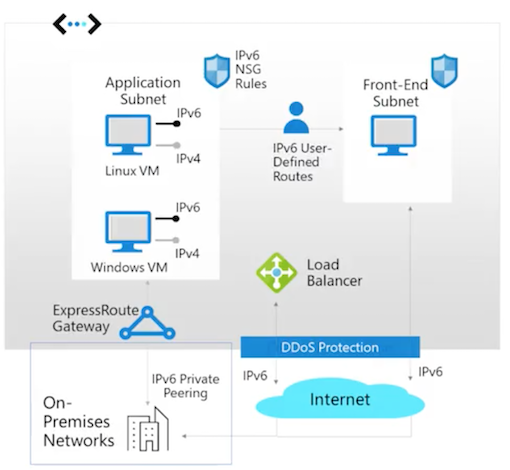 IPv6
NSG
Rules
Application
Subnet
IPv6
IPv4
Linux VM
IPv6
IPv4
Windows VM
IPv6 User-
Defined
Routes
Front-End
Subnet
Load
Balancer
ExpressRoute
Gateway
DDoS Protection
IPv6
IPv6
IPv6 Private
Peering
Internet
On-
Premises
Networks